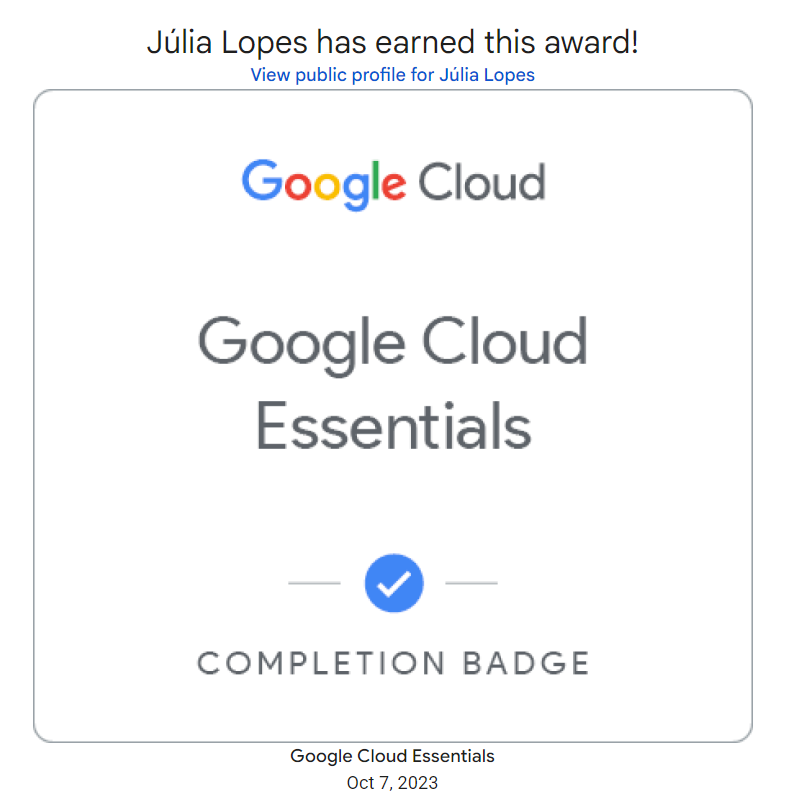 Júlia Lopes has earned this award!
View public profile for Júlia Lopes
Google Cloud
Google Cloud
Essentials
COMPLETION BADGE
Google Cloud Essentials
Oct 7, 2023